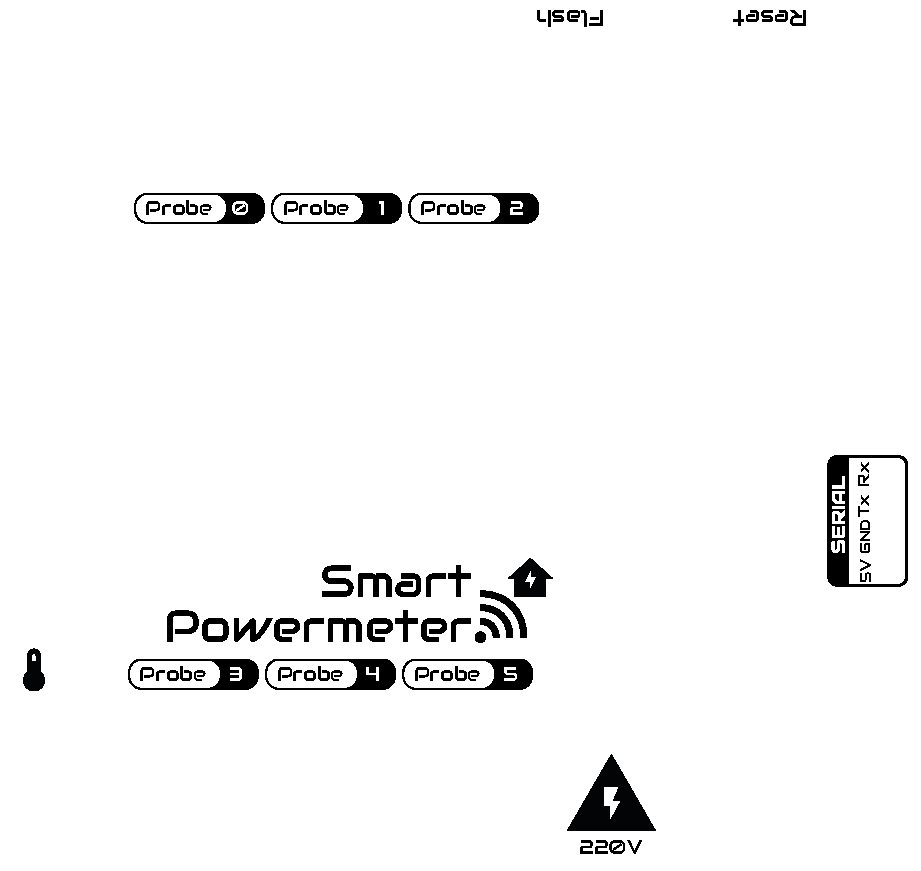 Flash Reset
Probe 0 Probe 1 Probe 2
SERIAL
5V GND Tx Rx
Smart
Powermeter
Probe 3 Probe 4 Probe 5
220V